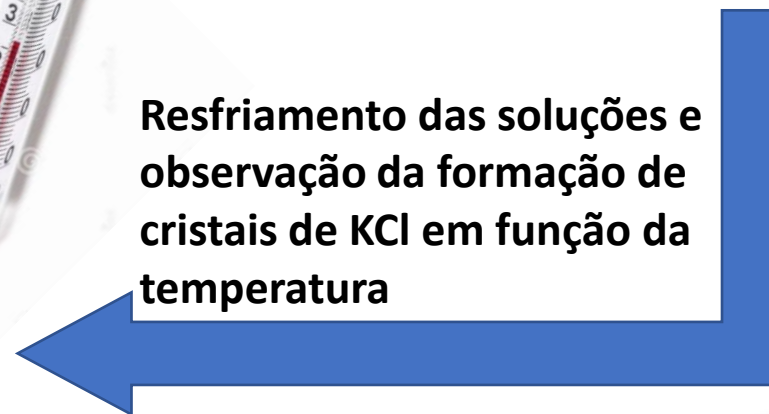 Resfriamento das soluções e
observação da formação de
cristais de KCl em função da
temperatura